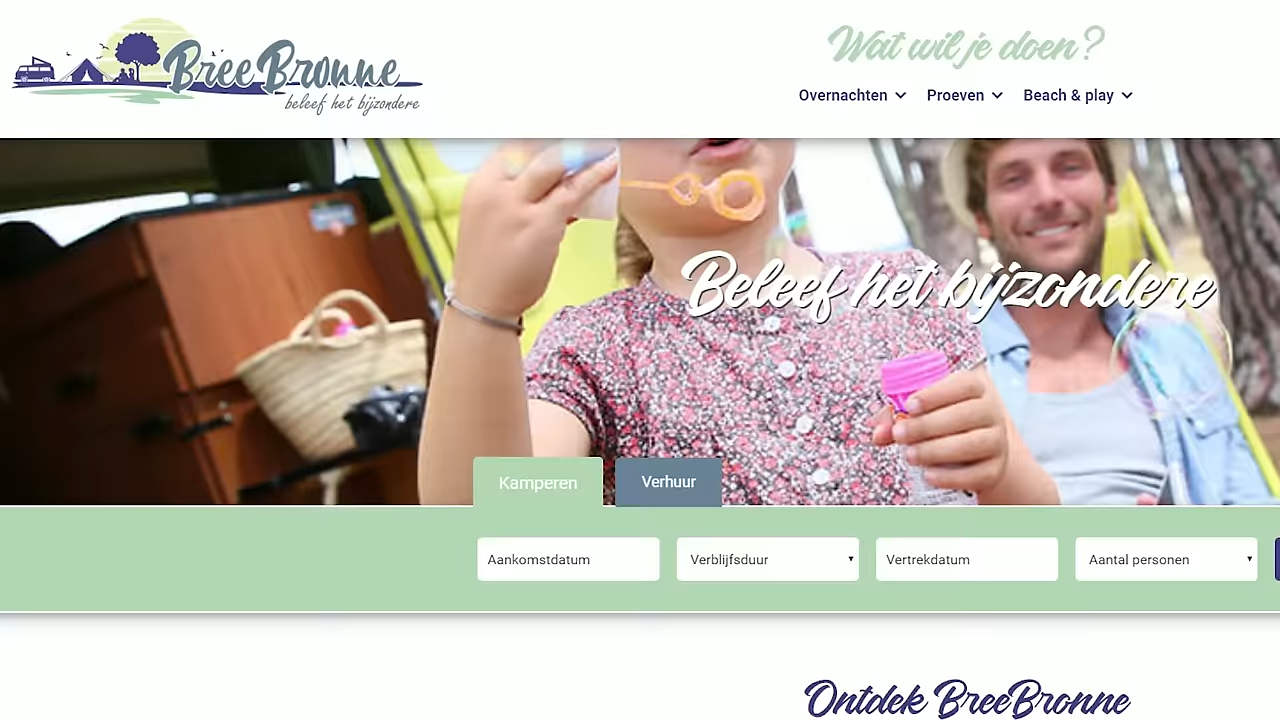 BreeBronne
beleef het bijzondere
Wat wil je doen?
Overnachten Proeven Beach & play
Beleef het bijzondere
Kamperen Verhuur
Aankomstdatum Verblijfsduur Vertrekdatum Aantal personen
Ontdek BreeBronne